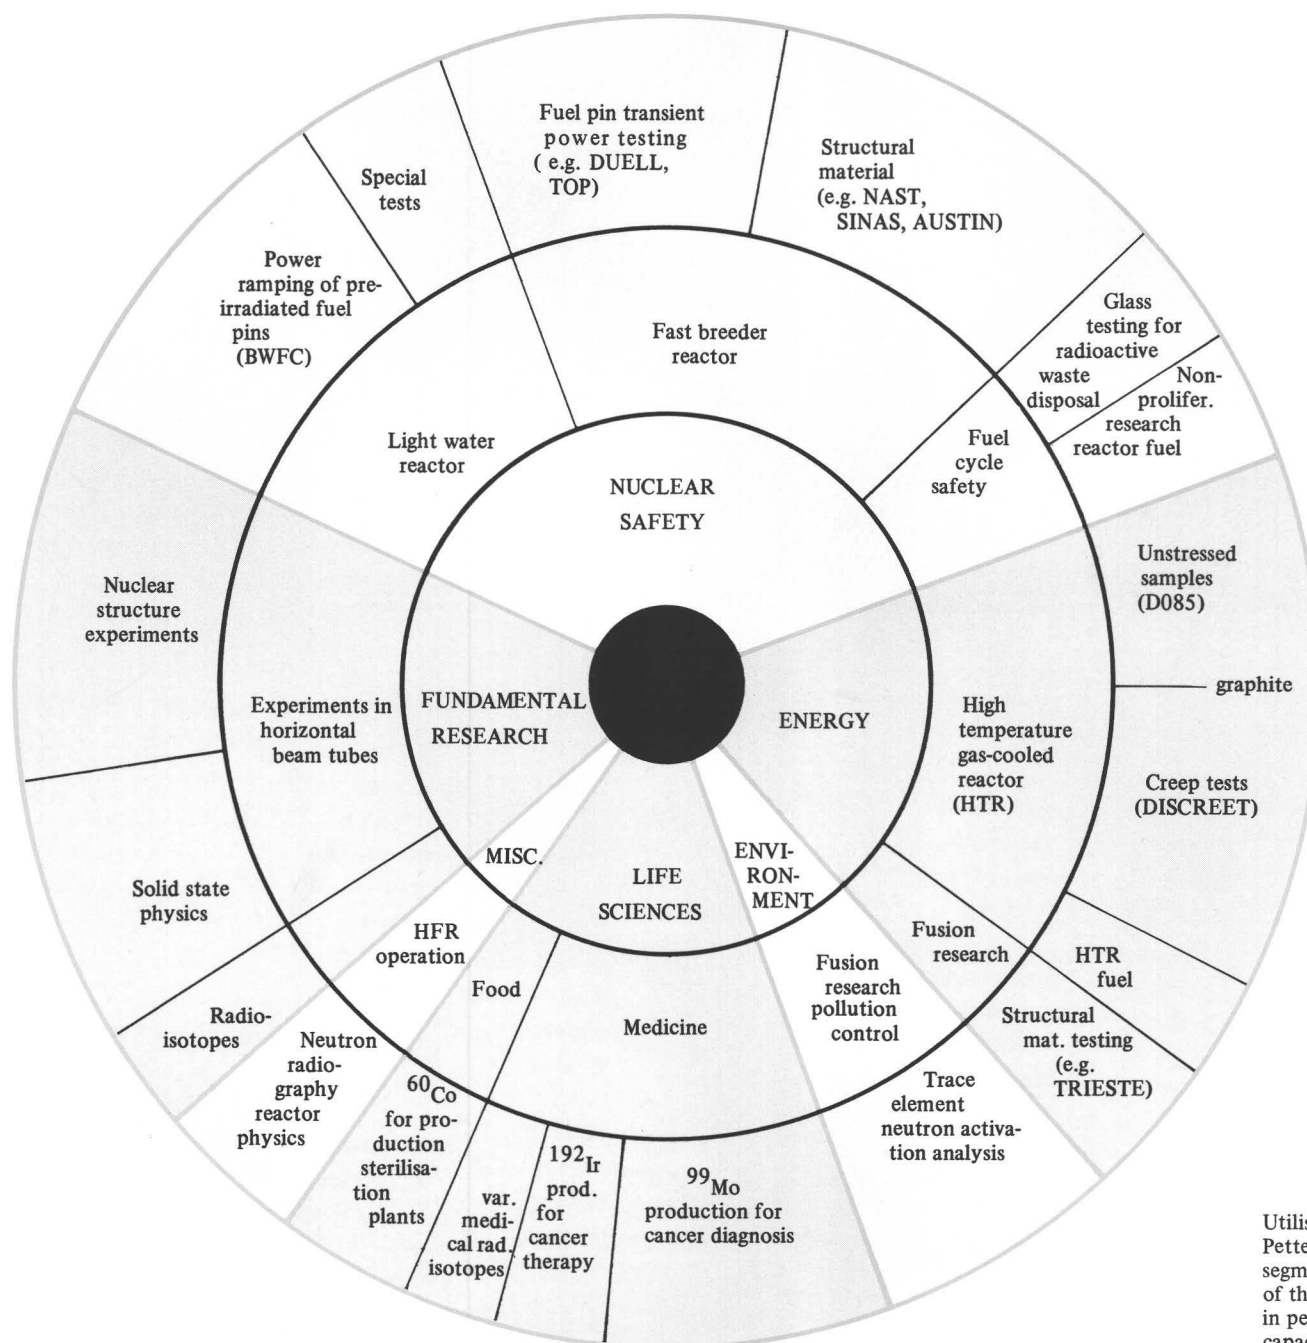 Fuel pin transient
power testing
( e.g. DUELL,
TOP)
Structural
material
(e.g. NAST,
SINAS, AUSTIN)
Special
tests
Power
ramping of pre-
irradiated fuel
pins
(BWFC)
Glass
testing for
radioactive
waste
disposal
Non-
prolifer.
research
reactor fuel
Fast breeder
reactor
Light water
reactor
Fuel
cycle
safety
NUCLEAR
SAFETY
Unstressed
samples
(D085)
graphite
Creep tests
(DISCREET)
Nuclear
structure
experiments
Experiments in
horizontal
beam tubes
FUNDAMENTAL
RESEARCH
ENERGY
High
temperature
gas-cooled
reactor
(HTR)
Solid state
physics
MISC.
LIFE
SCIENCES
ENVI-
RON-
MENT
HFR
operation
Food
Medicine
Fusion
research
pollution
control
Fusion
research
HTR
fuel
Structural
mat. testing
(e.g.
TRIESTE)
Radio-
isotopes
Neutron
radio-
graphy
reactor
physics
60Co
for pro-
duction
sterilisa-
tion
plants
var.
medi-
cal rad.
isotopes
192Ir
prod.
for
cancer
therapy
99Mo
production for
cancer diagnosis
Trace
element
neutron activa-
tion analysis
Utilis
Pette
segm
of th
in pe